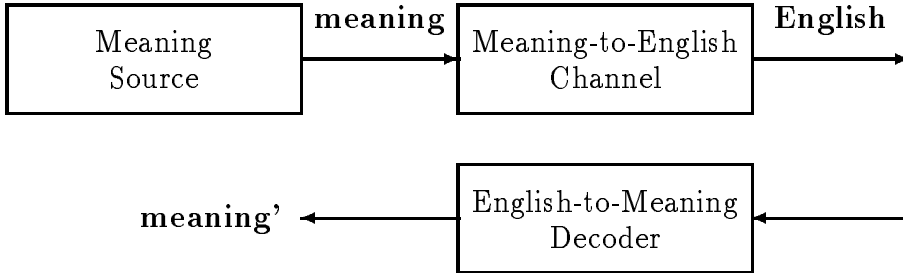 meaning
English
Meaning
Source
Meaning-to-English
Channel
meaning'
English-to-Meaning
Decoder